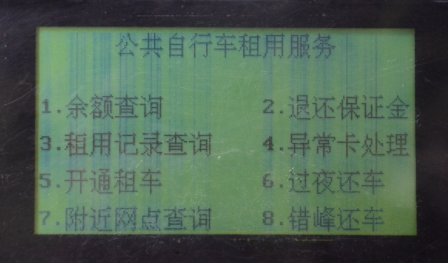 公共自行车租用服务
1.余额查询 2.退还保证金
3.租用记录查询 4.异常卡处理
5.开通租车 6.过夜还车
7.附近网点查询 8.错峰还车